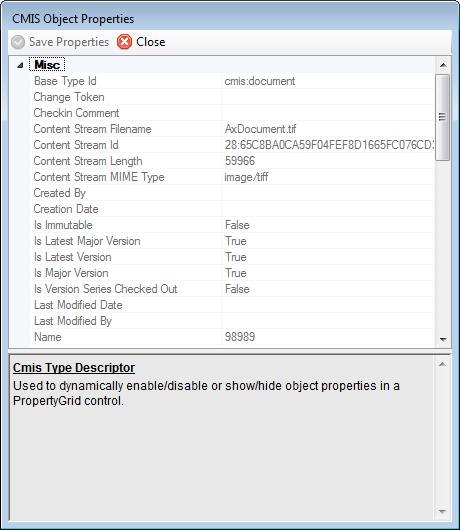 CMIS Object Properties
Save Properties Close
Misc
Base Type Id cmis:document
Change Token
Checkin Comment
Content Stream Filename AxDocument.tif
Content Stream Id 28:65C8BA0CA59F04FEF8D1665FC076CD
Content Stream Length 59966
Content Stream MIME Type image/tiff
Created By
Creation Date
Is Immutable False
Is Latest Major Version True
Is Latest Version True
Is Major Version True
Is Version Series Checked Out False
Last Modified Date
Last Modified By
Name 98989
Cmis Type Descriptor
Used to dynamically enable/disable or show/hide object properties in a
PropertyGrid control.